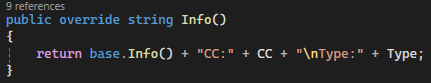 9 references
public override string Info()
{
return base.Info() + "CC:" + CC + "\nType:" + Type;
}